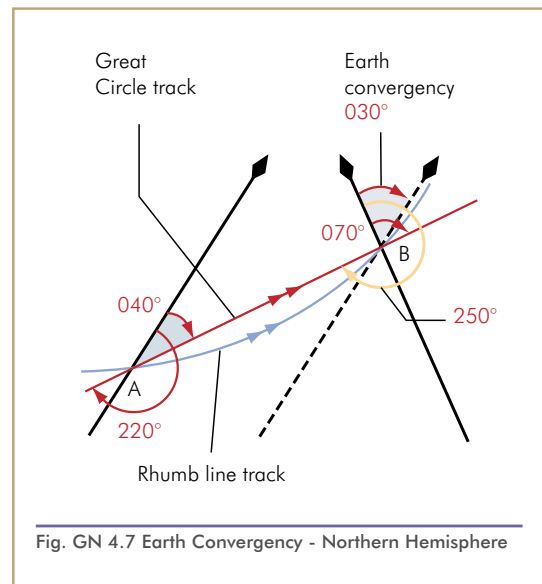 Great
Circle track
Earth
convergency
030°
070°
B
040°
250°
A
220°
Rhumb line track
Fig. GN 4.7 Earth Convergency - Northern Hemisphere